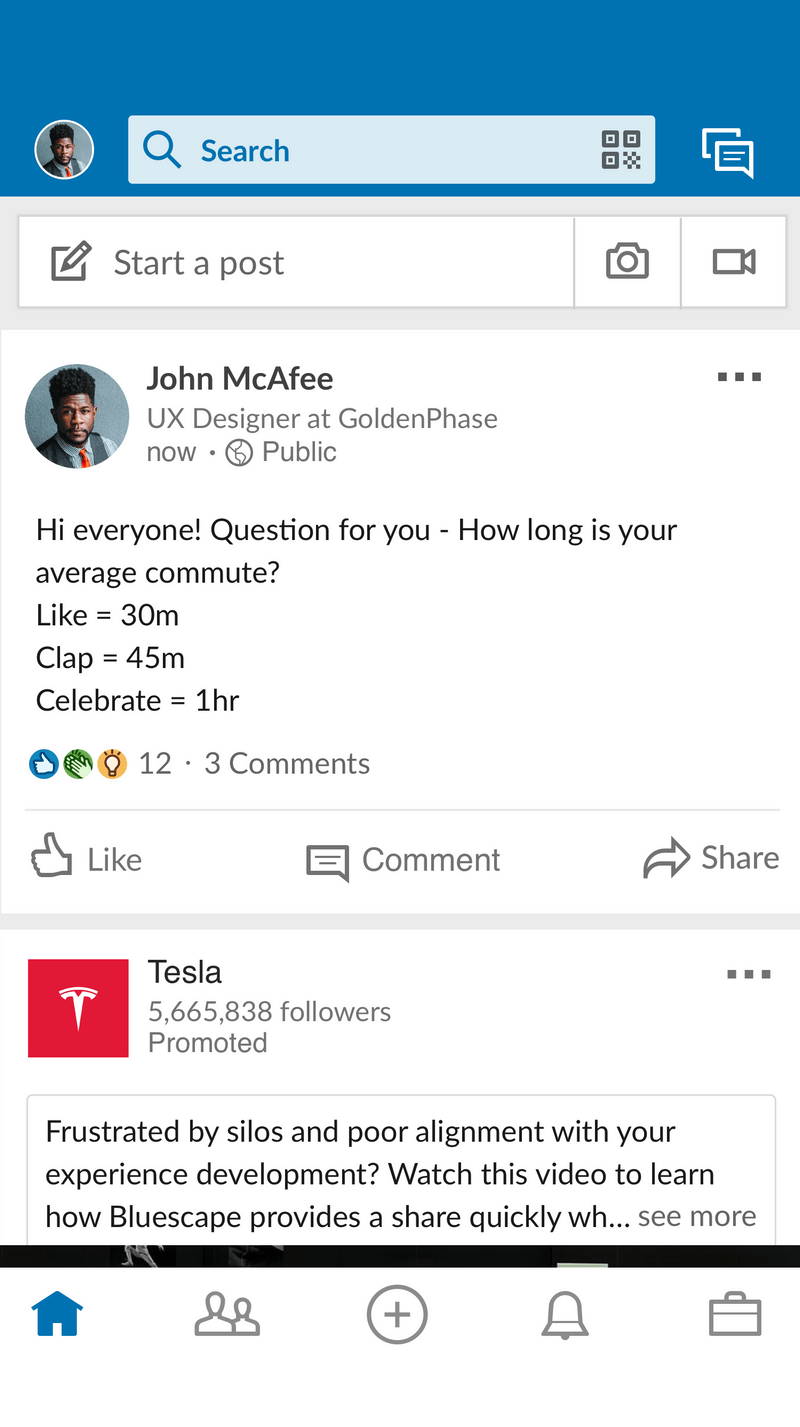 Search
Start a post
John McAfee
UX Designer at GoldenPhase
now • Public
Hi everyone! Question for you - How long is your
average commute?
Like = 30m
Clap = 45m
Celebrate = 1hr
12 · 3 Comments
Like
Comment
Share
Tesla
5,665,838 followers
Promoted
Frustrated by silos and poor alignment with your
experience development? Watch this video to learn
how Bluescape provides a share quickly wh... see more